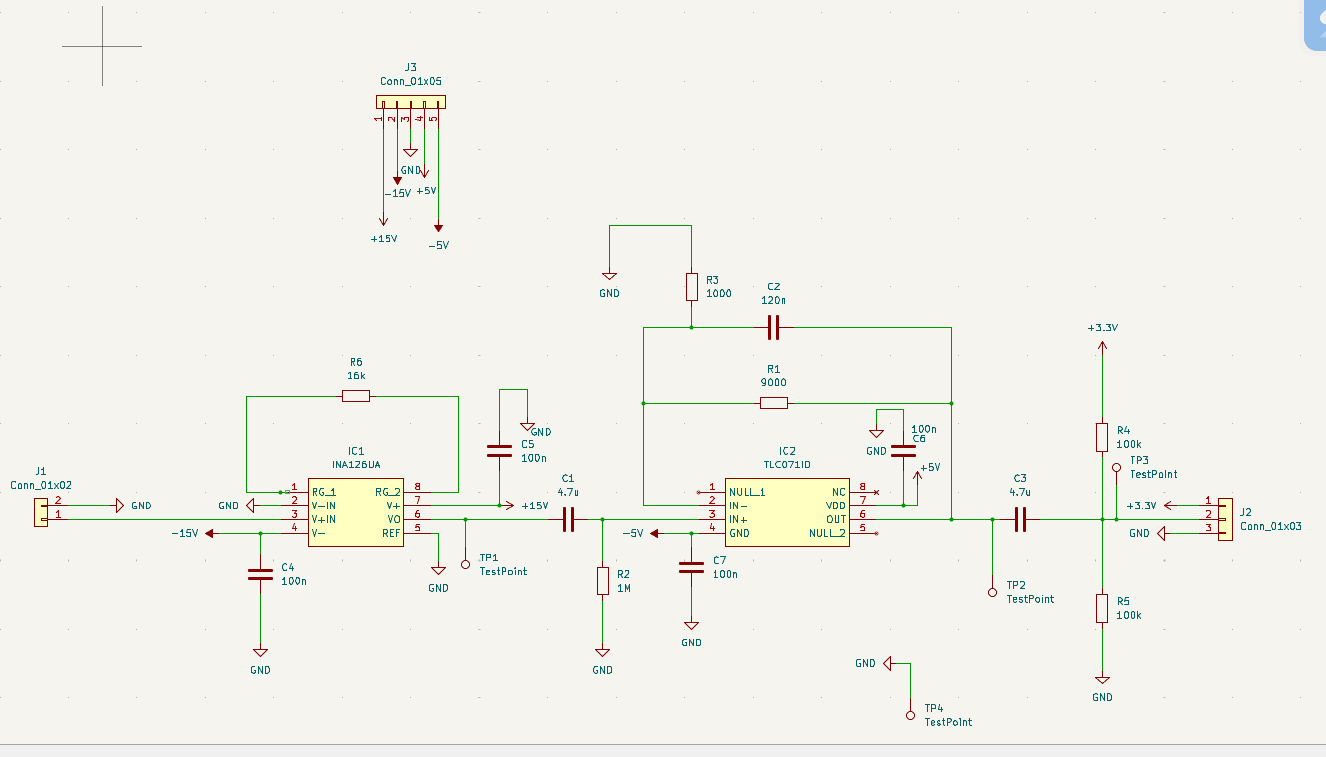 J3
Conn_01x05
1
2
3
4
5
GND
-15V
+5V
+15V
-5V
GND
R3
1000
C2
120n
R1
9000
+3.3V
R6
16k
GND
C5
100n
GND
100n
C6
+5V
R4
100k
TP3
TestPoint
J1
Conn_01x02
2
1
GND
IC1
INA126UA
GND
-15V
1
2
3
4
RG_1
V-IN
V+IN
V-
RG_2
V+
VO
REF
8
7
6
5
+15V
C1
4.7u
IC2
TLC071ID
-5V
1
2
3
4
NULL_1
IN-
IN+
GND
NC
VDD
OUT
NULL_2
8
7
6
5
C3
4.7u
+3.3V
GND
1
2
3
J2
Conn_01x03
C4
100n
GND
TP1
TestPoint
GND
R2
1M
GND
C7
100n
GND
TP2
TestPoint
R5
100k
GND
GND
TP4
TestPoint